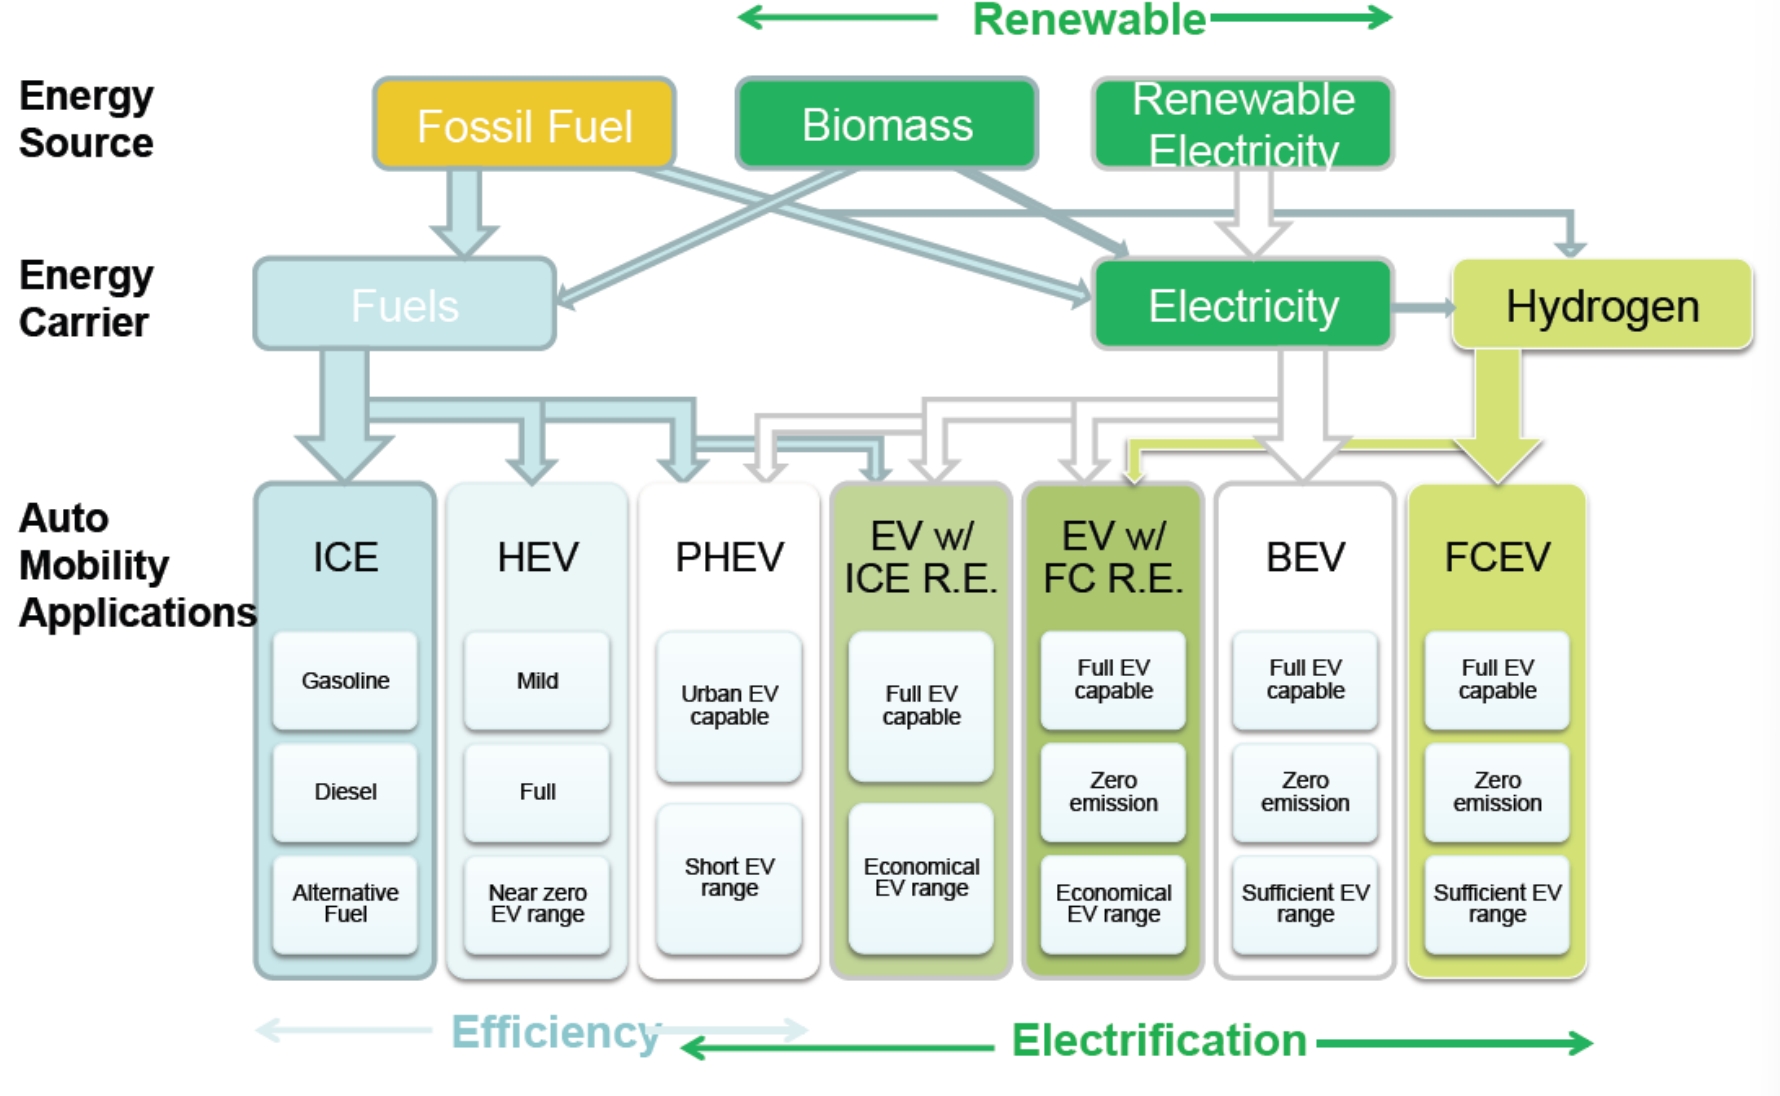 Renewable
Energy
Source
Fossil Fuel
Biomass
Renewable
Electricity
Energy
Carrier
Fuels
Electricity
Hydrogen
Auto
Mobility
Applications
ICE
Gasoline
Diesel
Alternative
Fuel
HEV
Mild
Full
Near zero
EV range
PHEV
Urban EV
capable
Short EV
range
EV w/
ICE R.E.
Full EV
capable
Economical
EV range
EV w/
FC R.E.
Full EV
capable
Zero
emission
Economical
EV range
BEV
Full EV
capable
Zero
emission
Sufficient EV
range
FCEV
Full EV
capable
Zero
emission
Sufficient EV
range
Efficiency
Electrification